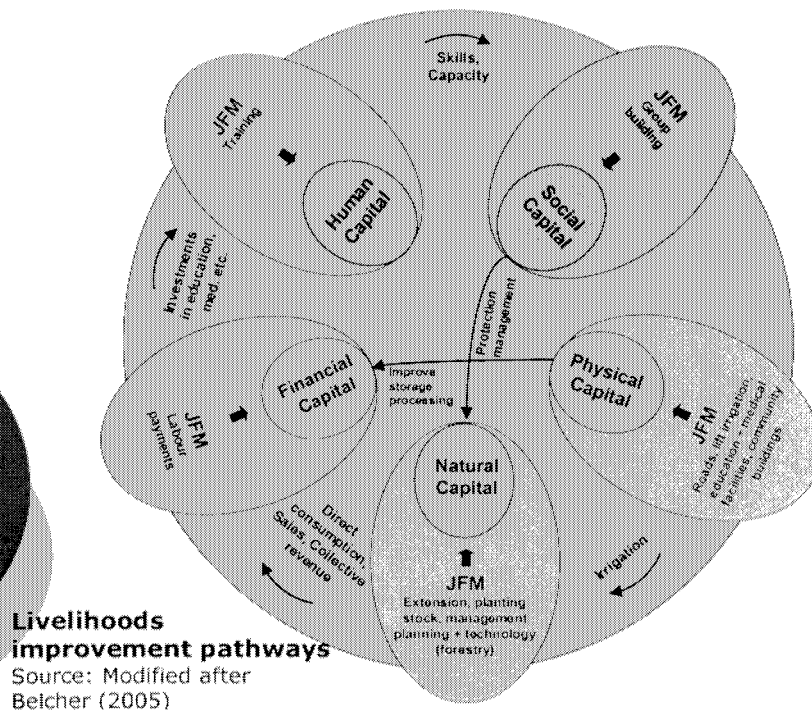 Skills,
Capacity
JFM
Training
Human
Capital
JFM
Group
building
Social
Capital
Investments
in education,
med. etc.
Protection
management
Financial
Capital
JFM
Labour
payments
Improve
storage
processing
Physical
Capital
JFM
Roads, lift irrigation,
education - medical
facilities, community
buildings
Natural
Capital
JFM
Extension, planting
stock, management
planning + technology
(forestry)
Direct
consumption,
Sales, Collective
revenue
Irrigation
Livelihoods
improvement pathways
Source: Modified after
Belcher (2005)